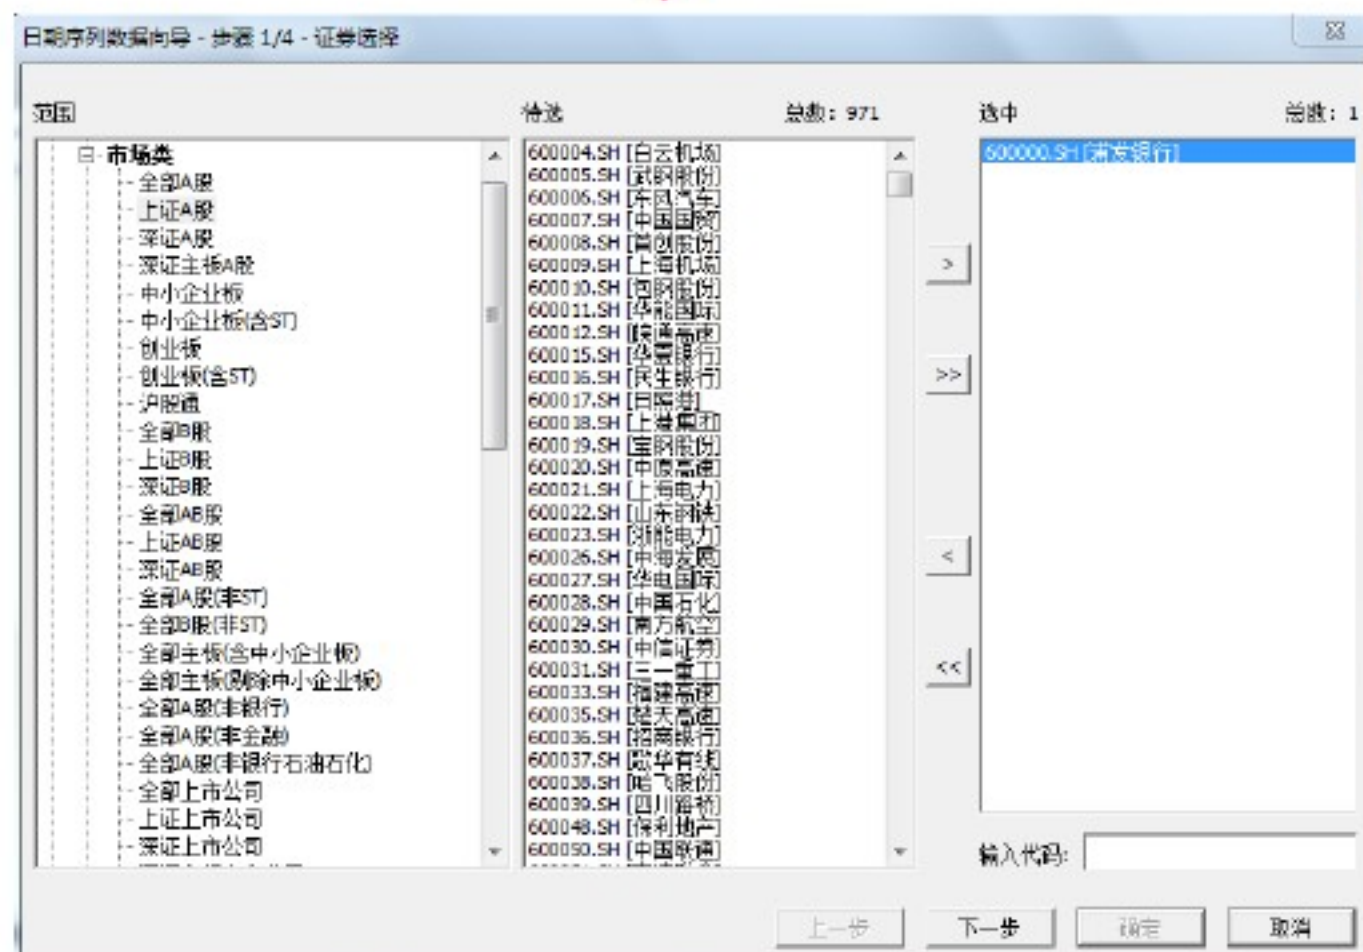 日期序列数据向导 - 步骤 1/4 - 证券选择
范围
市场类
全部A股
上证A股
深证A股
深证主板A股
中小企业板
中小企业板(含ST)
创业板
创业板(含ST)
沪股通
全部B股
上证B股
深证B股
全部AB股
上证AB股
深证AB股
全部A股(非ST)
全部B股(非ST)
全部主板(含中小企业板)
全部主板(剔除中小企业板)
全部A股(非银行)
全部A股(非金融)
全部A股(非银行石油石化)
全部上市公司
上证上市公司
深证上市公司
待选 总数: 971
600004.SH [白云机场]
600005.SH [武钢股份]
600006.SH [东风汽车]
600007.SH [中国国贸]
600008.SH [首创股份]
600009.SH [上海机场]
600010.SH [包钢股份]
600011.SH [华能国际]
600012.SH [皖通高速]
600015.SH [华夏银行]
600016.SH [民生银行]
600017.SH [日照港]
600018.SH [上港集团]
600019.SH [宝钢股份]
600020.SH [中原高速]
600021.SH [上海电力]
600022.SH [山东钢铁]
600023.SH [浙能电力]
600026.SH [中海发展]
600027.SH [华电国际]
600028.SH [中国石化]
600029.SH [南方航空]
600030.SH [中信证券]
600031.SH [三一重工]
600033.SH [福建高速]
600035.SH [楚天高速]
600036.SH [招商银行]
600037.SH [歌华有线]
600038.SH [哈飞股份]
600039.SH [四川路桥]
600048.SH [保利地产]
600050.SH [中国联通]
>
>>
<
<<
选中 总数: 1
600000.SH [浦发银行]
输入代码:
上一步 下一步 确定 取消